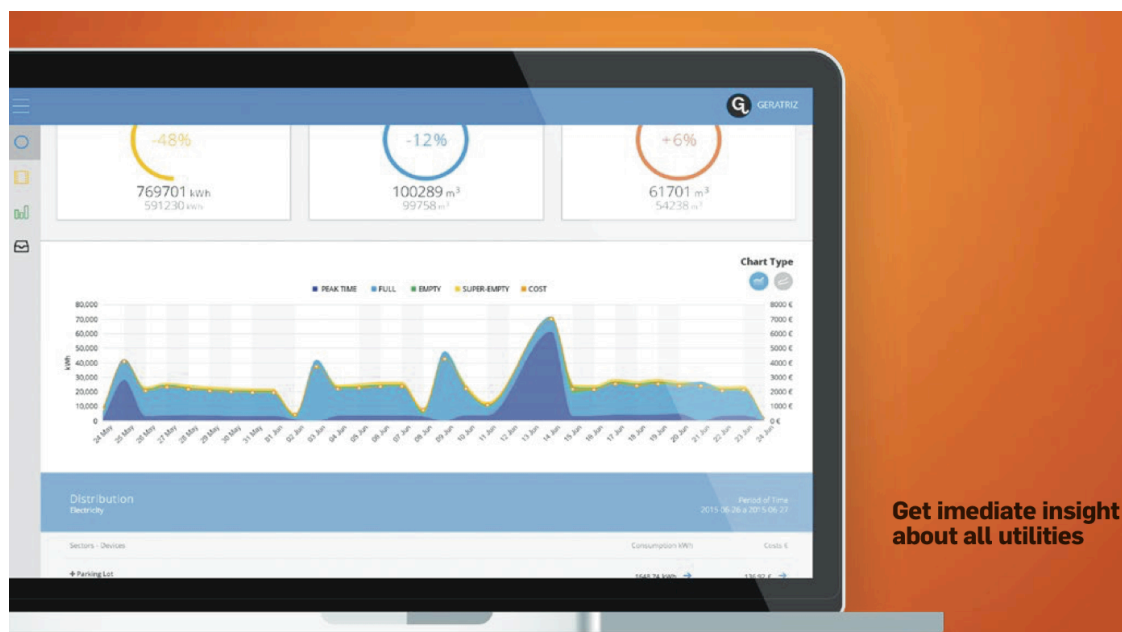 GERATRIZ
-48%
769701 kWh
591230 kWh
-12%
100289 m³
99758 m³
+6%
61701 m³
54238 m³
Chart Type
PEAK TIME FULL EMPTY SUPER-EMPTY COST
kWh
80,000
70,000
60,000
50,000
40,000
30,000
20,000
10,000
0
8000 €
7000 €
6000 €
5000 €
4000 €
3000 €
2000 €
1000 €
0 €
24 May 25 May 26 May 27 May 28 May 29 May 30 May 31 May 01 Jun 02 Jun 03 Jun 04 Jun 05 Jun 06 Jun 07 Jun 08 Jun 09 Jun 10 Jun 11 Jun 12 Jun 13 Jun 14 Jun 15 Jun 16 Jun 17 Jun 18 Jun 19 Jun 20 Jun 21 Jun 22 Jun 23 Jun 24 Jun
Distribution
Electricity
Period of Time
2015-06-26 a 2015-06-27
Sectors - Devices Consumption kWh Costs €
+ Parking Lot 1648.74 kWh 136.92 €
Get imediate insight
about all utilities